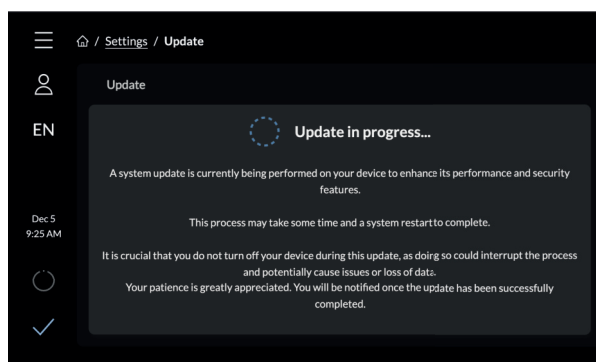 / Settings / Update
Update
EN
Update in progress...
A system update is currently being performed on your device to enhance its performance and security
features.
This process may take some time and a system restart to complete.
Dec 5
9:25 AM
It is crucial that you do not turn off your device during this update, as doing so could interrupt the process
and potentially cause issues or loss of data.
Your patience is greatly appreciated. You will be notified once the update has been successfully
completed.